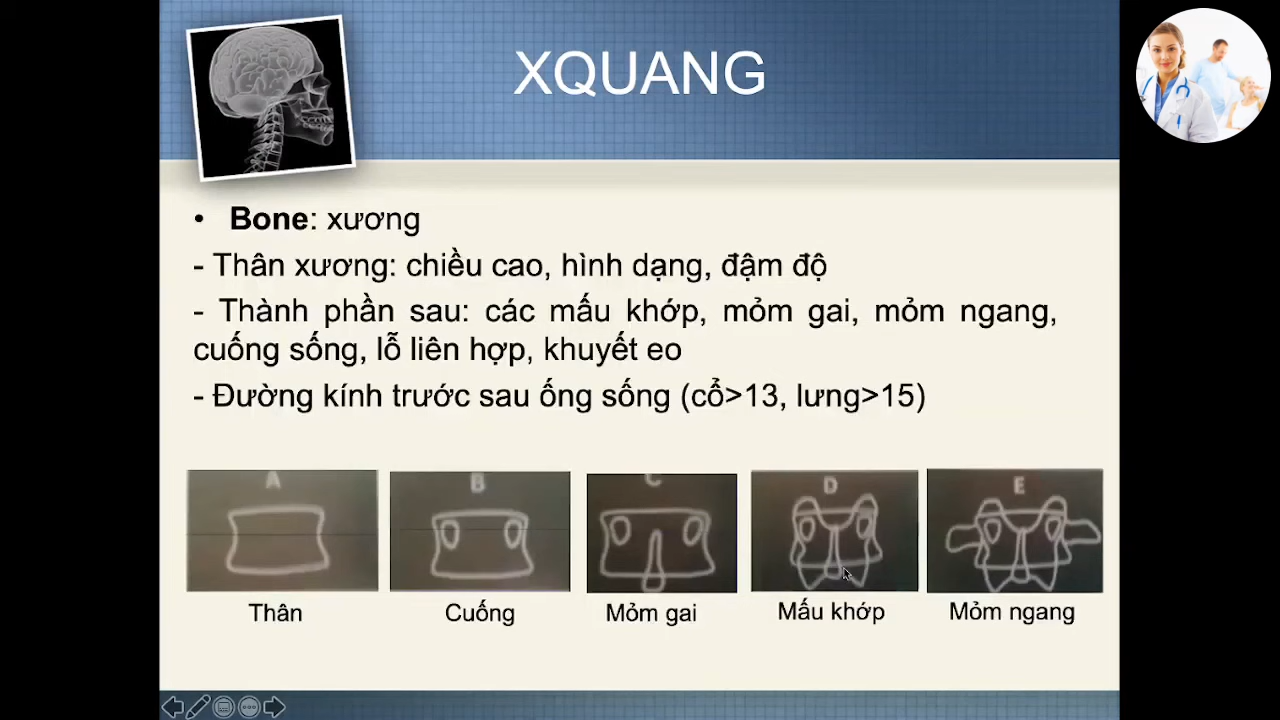 XQUANG
• Bone: xương
- Thân xương: chiều cao, hình dạng, đậm độ
- Thành phần sau: các mấu khớp, mỏm gai, mỏm ngang,
cuống sống, lỗ liên hợp, khuyết eo
- Đường kính trước sau ống sống (cổ>13, lưng>15)
A B C D E
Thân Cuống Mỏm gai Mấu khớp Mỏm ngang